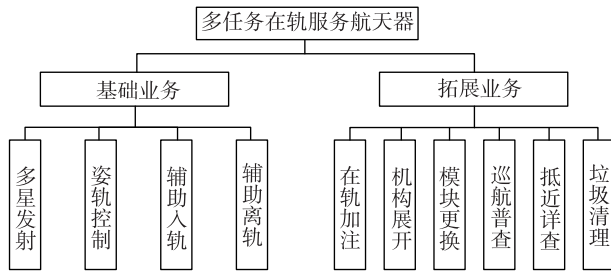 多任务在轨服务航天器
基础业务
拓展业务
多星发射
姿轨控制
辅助入轨
辅助离轨
在轨加注
机构展开
模块更换
巡航普查
抵近详查
垃圾清理